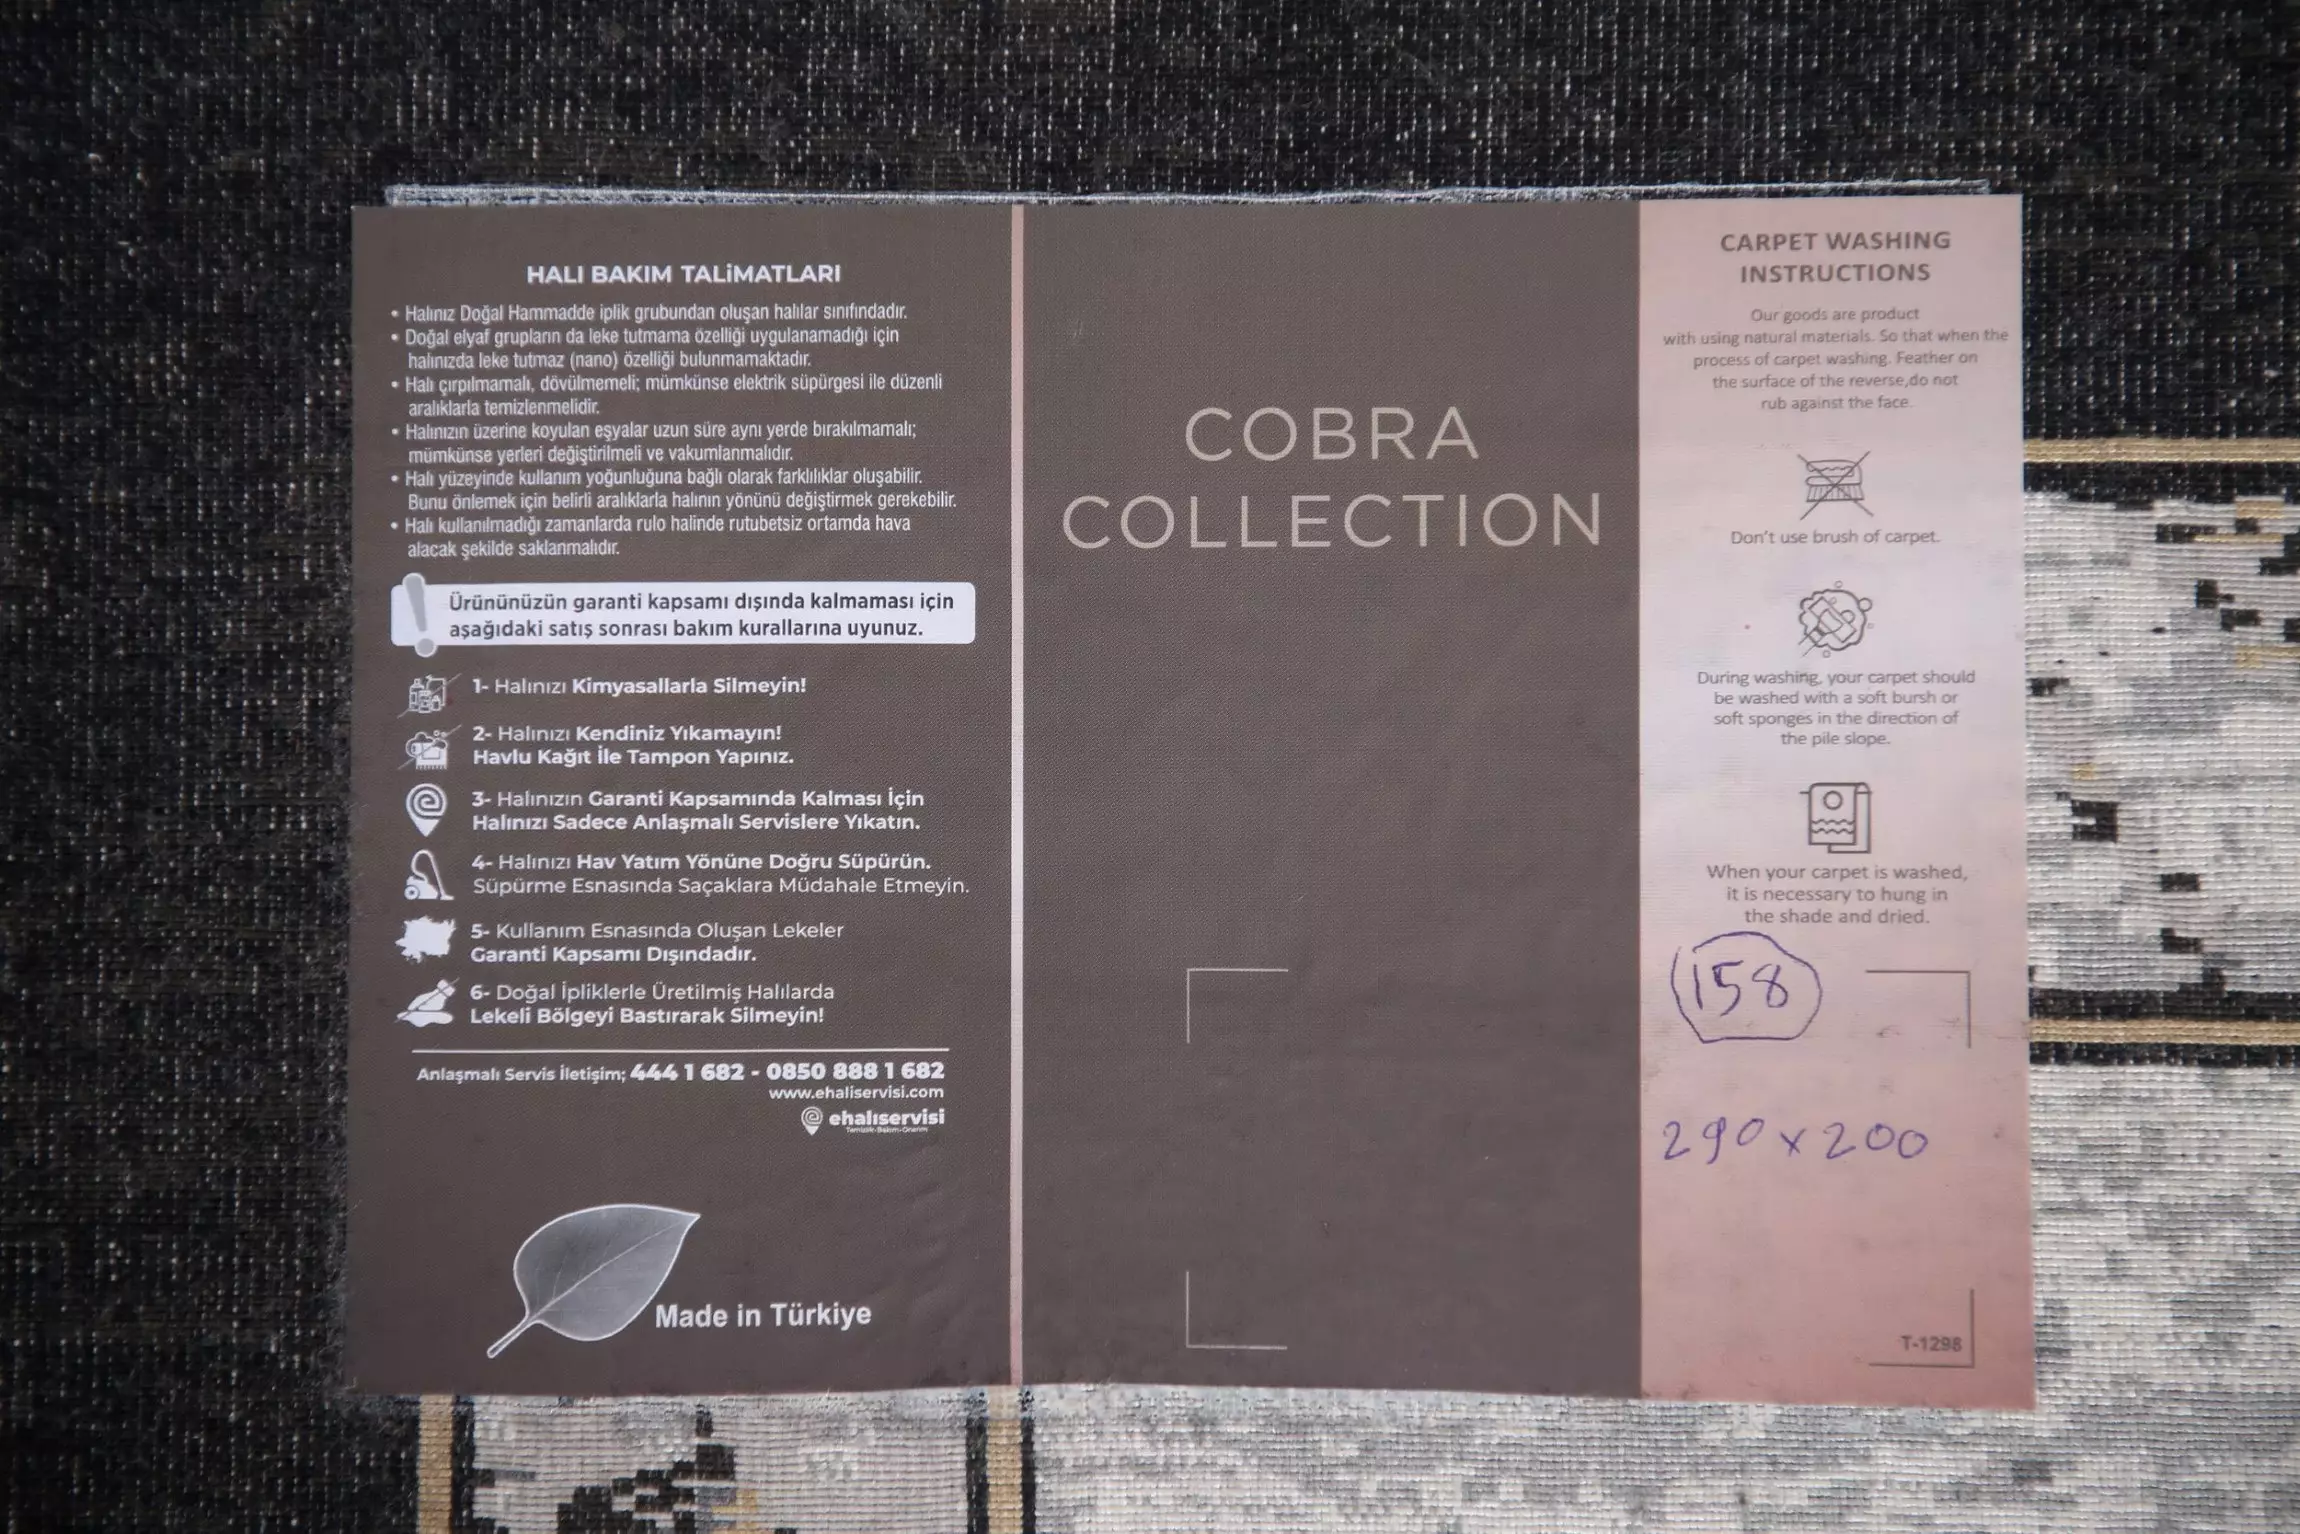 HALI BAKIM TALiMATLARI
• Halınız Doğal Hammadde iplik grubundan oluşan halılar sınıfındadır.
• Doğal elyaf grupların da leke tutmama özelliği uygulanamadığı için
halınızda leke tutmaz (nano) özelliği bulunmamaktadır.
• Halı çırpılmamalı, dövülmemeli; mümkünse elektrik süpürgesi ile düzenli
aralıklarla temizlenmelidir.
• Halınızın üzerine koyulan eşyalar uzun süre aynı yerde bırakılmamalı;
mümkünse yerleri değiştirilmeli ve vakumlanmalıdır.
• Halı yüzeyinde kullanım yoğunluğuna bağlı olarak farklılıklar oluşabilir.
Bunu önlemek için belirli aralıklarla halının yönünü değiştirmek gerekebilir.
• Halı kullanılmadığı zamanlarda rulo halinde rutubetsiz ortamda hava
alacak şekilde saklanmalıdır.
Ürününüzün garanti kapsamı dışında kalmaması için
aşağıdaki satış sonrası bakım kurallarına uyunuz.
1- Halınızı Kimyasallarla Silmeyin!
2- Halınızı Kendiniz Yıkamayın!
Havlu Kağıt İle Tampon Yapınız.
3- Halınızın Garanti Kapsamında Kalması İçin
Halınızı Sadece Anlaşmalı Servislere Yıkatın.
4- Halınızı Hav Yatım Yönüne Doğru Süpürün.
Süpürme Esnasında Saçaklara Müdahale Etmeyin.
5- Kullanım Esnasında Oluşan Lekeler
Garanti Kapsamı Dışındadır.
6- Doğal İpliklerle Üretilmiş Halılarda
Lekeli Bölgeyi Bastırarak Silmeyin!
Anlaşmalı Servis İletişim; 444 1 682 - 0850 888 1 682
www.ehaliservisi.com
ehalıservisi
Temizlik-Bakım-Onarım
Made in Türkiye
COBRA
COLLECTION
CARPET WASHING
INSTRUCTIONS
Our goods are product
with using natural materials. So that when the
process of carpet washing. Feather on
the surface of the reverse,do not
rub against the face.
Don't use brush of carpet.
During washing, your carpet should
be washed with a soft bursh or
soft sponges in the direction of
the pile slope.
When your carpet is washed,
it is necessary to hung in
the shade and dried.
158
290 x 200
T-1298